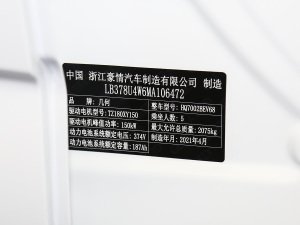 中国 浙江豪情汽车制造有限公司 制造
LB378U4W6MA106472
品牌：几何 整车型号：HQ7002BEV68
驱动电机型号：TZ180XY150 乘坐人数：5
驱动电机峰值功率：150kW 最大允许总质量：2075kg
动力电池系统额定电压：374V 制造年月：2021年4月
动力电池系统额定容量：187Ah